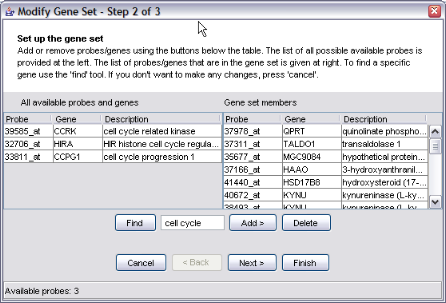 Modify Gene Set - Step 2 of 3
Set up the gene set
Add or remove probes/genes using the buttons below the table. The list of all possible available probes is
provided at the left. The list of probes/genes that are in the gene set is given at right. To find a specific
gene use the 'find' tool. If you don't want to make any changes, press 'cancel'.
All available probes and genes
Probe Gene Description
39585_at CCRK cell cycle related kinase
32706_at HIRA HIR histone cell cycle regula...
33811_at CCPG1 cell cycle progression 1
Gene set members
Probe Gene Description
37978_at QPRT quinolinate phospho...
37311_at TALDO1 transaldolase 1
35677_at MGC9084 hypothetical protein...
37166_at HAAO 3-hydroxyanthranil...
41440_at HSD17B8 hydroxysteroid (17-...
40672_at KYNU kynureninase (L-ky...
38493_at KYNU kynureninase (L-ky...
Find cell cycle Add > Delete
Cancel < Back Next > Finish
Available probes: 3